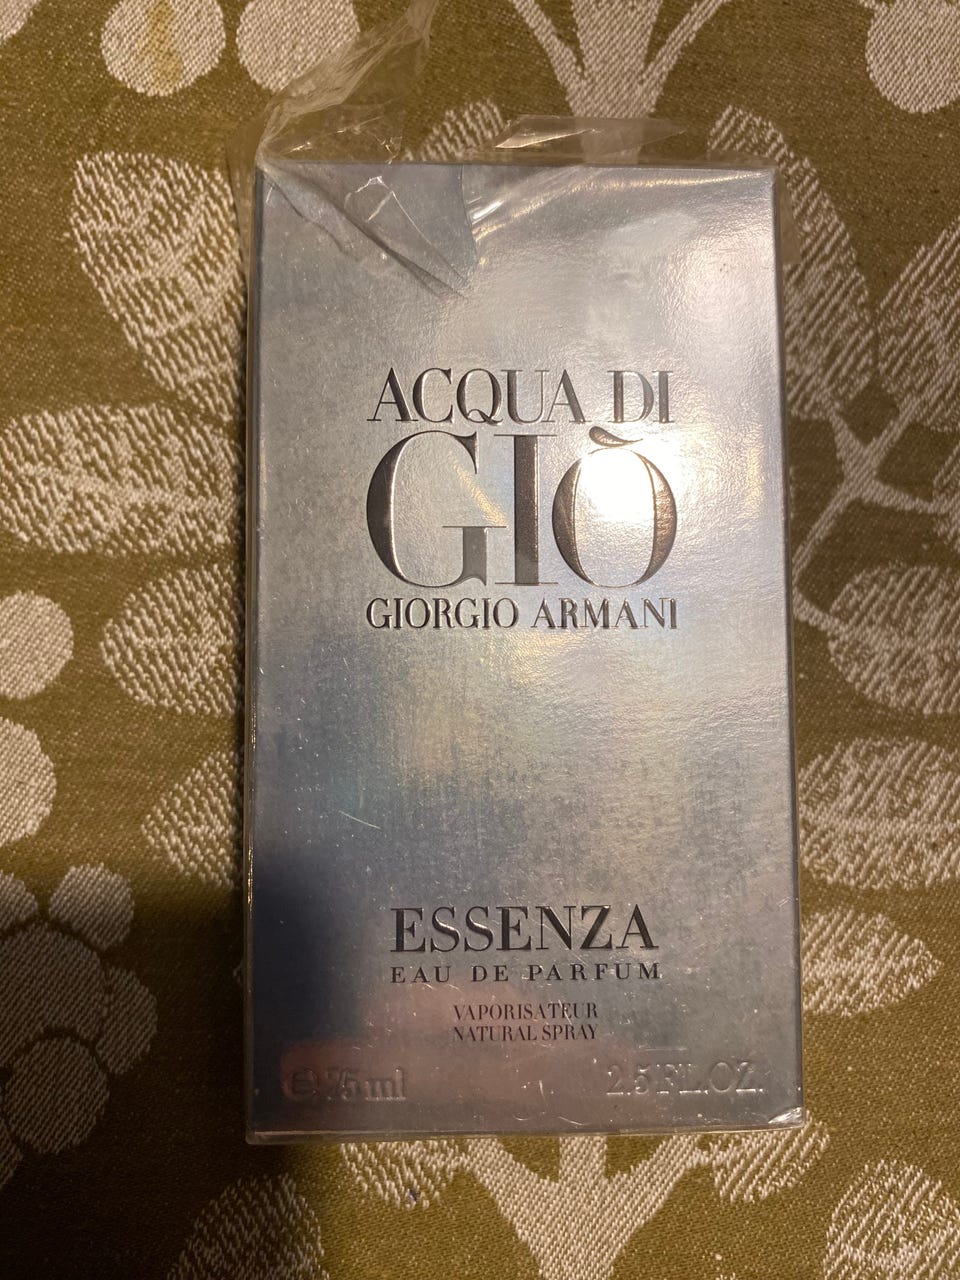 ACQUA DI
GIÒ
GIORGIO ARMANI
ESSENZA
EAU DE PARFUM
VAPORISATEUR
NATURAL SPRAY
℮ 75 ml 2.5 FL.OZ.